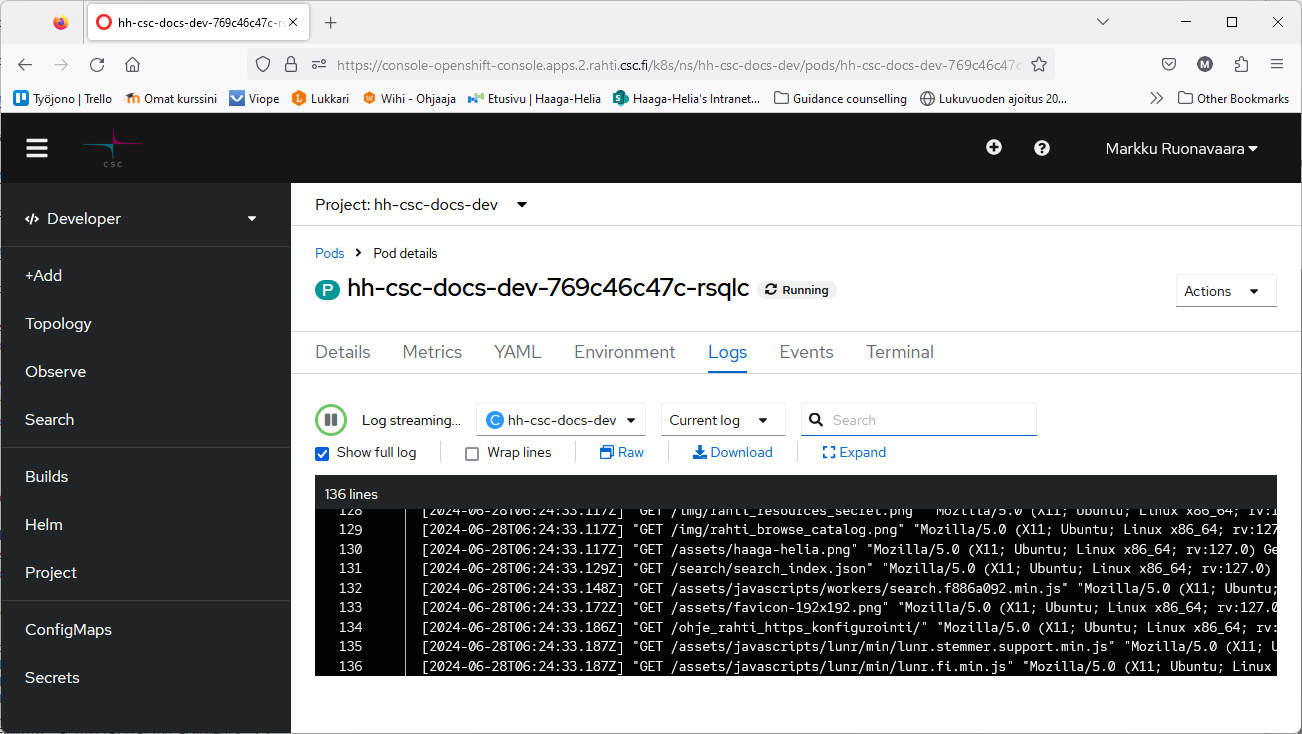 hh-csc-docs-dev-769c46c47c-rs
https://console-openshift-console.apps.2.rahti.csc.fi/k8s/ns/hh-csc-docs-dev/pods/hh-csc-docs-dev-769c46c47c
M
Työjono | Trello Omat kurssini Viope Lukkari Wihi - Ohjaaja Etusivu | Haaga-Helia Haaga-Helia's Intranet... Guidance counselling Lukuvuoden ajoitus 20... Other Bookmarks
CSC
Markku Ruonavaara
Developer
+Add
Topology
Observe
Search
Builds
Helm
Project
ConfigMaps
Secrets
Project: hh-csc-docs-dev
Pods > Pod details
P hh-csc-docs-dev-769c46c47c-rsqlc Running
Actions
Details Metrics YAML Environment Logs Events Terminal
Log streaming... C hh-csc-docs-dev Current log Search
Show full log Wrap lines Raw Download Expand
136 lines
128 [2024-06-28T06:24:33.117Z] "GET /img/rahti_resources_secret.png" "Mozilla/5.0 (X11; Ubuntu; Linux x86_64; rv:12
129 [2024-06-28T06:24:33.117Z] "GET /img/rahti_browse_catalog.png" "Mozilla/5.0 (X11; Ubuntu; Linux x86_64; rv:127
130 [2024-06-28T06:24:33.117Z] "GET /assets/haaga-helia.png" "Mozilla/5.0 (X11; Ubuntu; Linux x86_64; rv:127.0) Ge
131 [2024-06-28T06:24:33.129Z] "GET /search/search_index.json" "Mozilla/5.0 (X11; Ubuntu; Linux x86_64; rv:127.0)
132 [2024-06-28T06:24:33.148Z] "GET /assets/javascripts/workers/search.f886a092.min.js" "Mozilla/5.0 (X11; Ubuntu;
133 [2024-06-28T06:24:33.172Z] "GET /assets/favicon-192x192.png" "Mozilla/5.0 (X11; Ubuntu; Linux x86_64; rv:127.0
134 [2024-06-28T06:24:33.186Z] "GET /ohje_rahti_https_konfigurointi/" "Mozilla/5.0 (X11; Ubuntu; Linux x86_64; rv:
135 [2024-06-28T06:24:33.187Z] "GET /assets/javascripts/lunr/min/lunr.stemmer.support.min.js" "Mozilla/5.0 (X11; U
136 [2024-06-28T06:24:33.187Z] "GET /assets/javascripts/lunr/min/lunr.fi.min.js" "Mozilla/5.0 (X11; Ubuntu; Linux